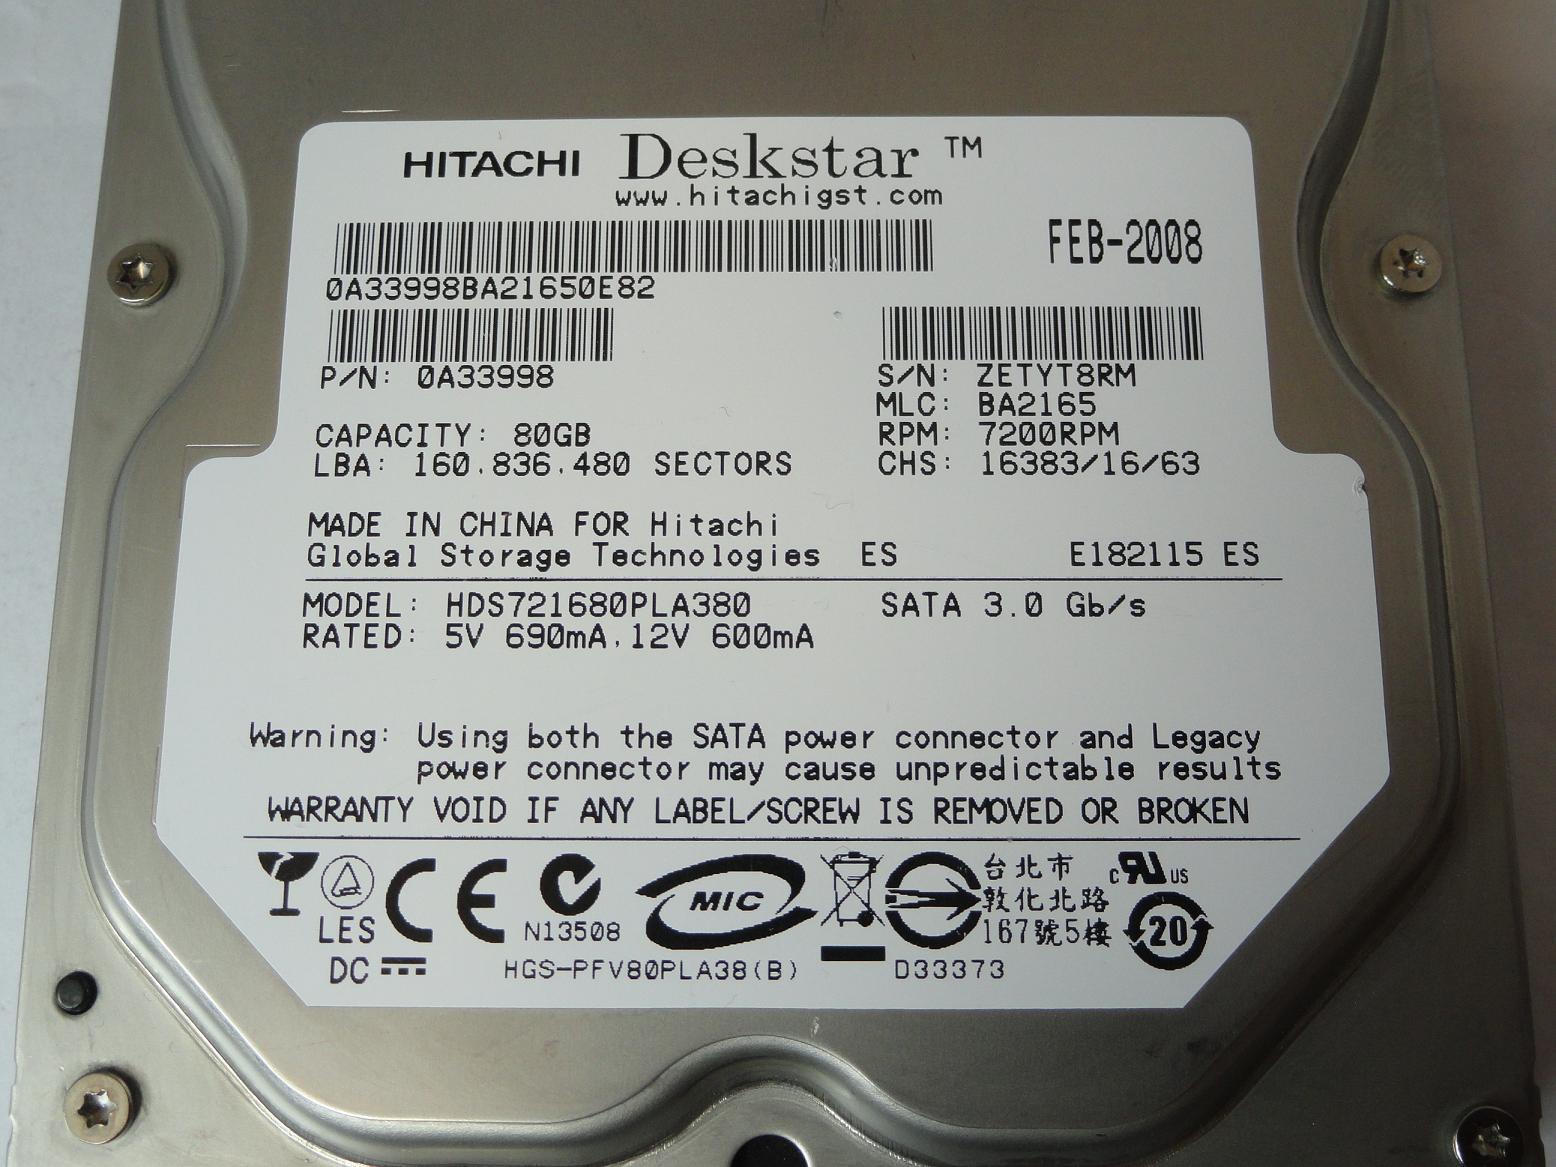 HITACHI Deskstar ™
www.hitachigst.com
FEB-2008
0A33998BA21650E82
P/N: 0A33998
S/N: ZETYT8RM
MLC: BA2165
CAPACITY: 80GB
RPM: 7200RPM
LBA: 160.836.480 SECTORS
CHS: 16383/16/63
MADE IN CHINA FOR Hitachi
Global Storage Technologies ES E182115 ES
MODEL: HDS721680PLA380 SATA 3.0 Gb/s
RATED: 5V 690mA, 12V 600mA
Warning: Using both the SATA power connector and Legacy
power connector may cause unpredictable results
WARRANTY VOID IF ANY LABEL/SCREW IS REMOVED OR BROKEN
LES
DC
CE
N13508
MIC
HGS-PFV80PLA38(B)
D33373
台北市
敦化北路
167號5樓
c RU US
20